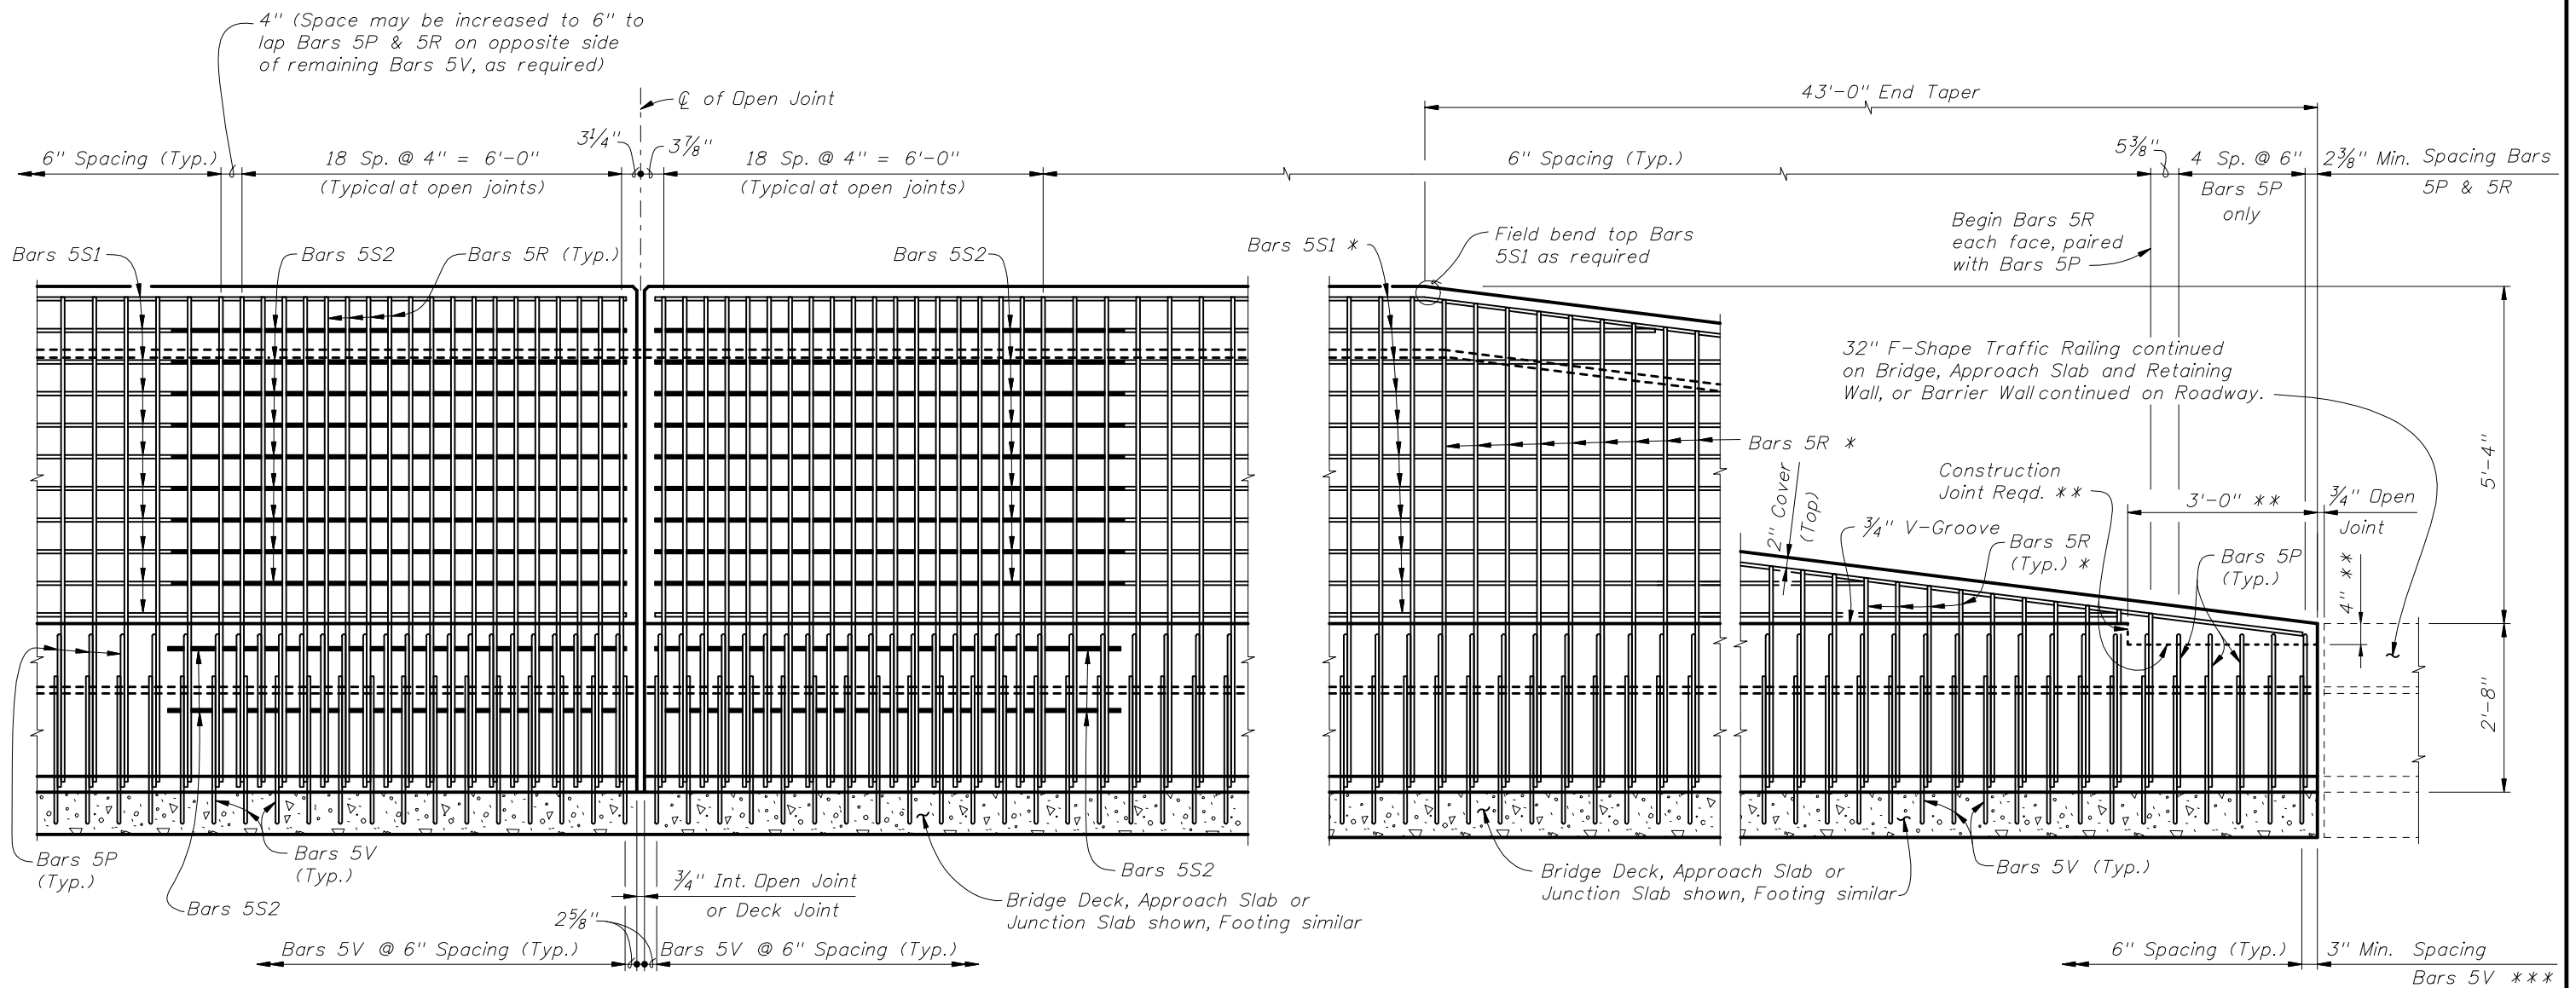 4" (Space may be increased to 6" to
lap Bars 5P & 5R on opposite side
of remaining Bars 5V, as required)
℄ of Open Joint
43'-0" End Taper
6" Spacing (Typ.)
18 Sp. @ 4" = 6'-0"
(Typical at open joints)
3¼"
3⅞"
18 Sp. @ 4" = 6'-0"
(Typical at open joints)
6" Spacing (Typ.)
5⅜"
4 Sp. @ 6"
Bars 5P
only
2⅜" Min. Spacing Bars
5P & 5R
Bars 5S1
Bars 5S2
Bars 5R (Typ.)
Bars 5S2
Bars 5S1 *
Field bend top Bars
5S1 as required
Begin Bars 5R
each face, paired
with Bars 5P
32" F-Shape Traffic Railing continued
on Bridge, Approach Slab and Retaining
Wall, or Barrier Wall continued on Roadway.
Bars 5R *
2" Cover
(Top)
¾" V-Groove
Construction
Joint Reqd. **
3'-0" **
¾" Open
Joint
Bars 5R
(Typ.) *
Bars 5P
(Typ.)
4" **
5'-4"
2'-8"
Bars 5P
(Typ.)
Bars 5V
(Typ.)
Bars 5S2
¾" Int. Open Joint
or Deck Joint
2⅝"
Bars 5S2
Bridge Deck, Approach Slab or
Junction Slab shown, Footing similar
Bridge Deck, Approach Slab or
Junction Slab shown, Footing similar
Bars 5V (Typ.)
Bars 5V @ 6" Spacing (Typ.)
Bars 5V @ 6" Spacing (Typ.)
6" Spacing (Typ.)
3" Min. Spacing
Bars 5V ***